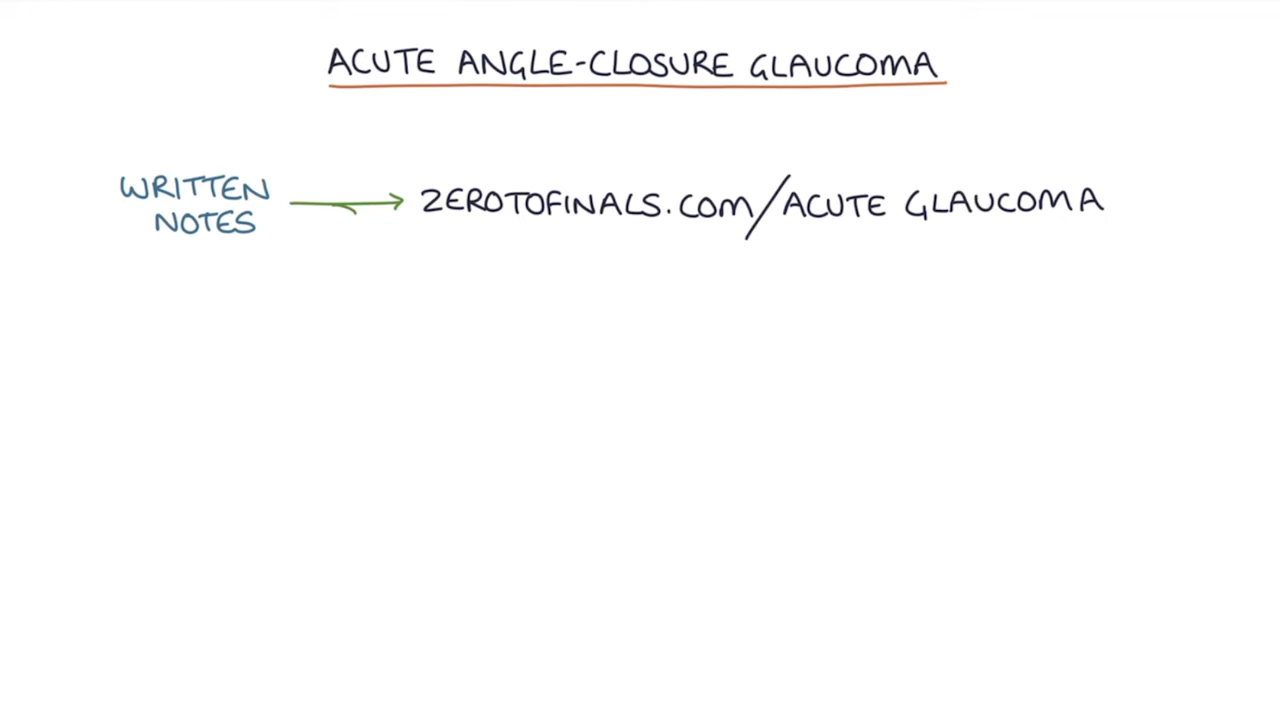 ACUTE ANGLE-CLOSURE GLAUCOMA
WRITTEN NOTES
ZEROTOFINALS.COM/ACUTE GLAUCOMA